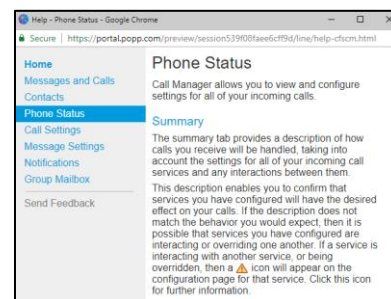 Help - Phone Status - Google Chrome
Secure | https://portal.popp.com/preview/session539f08faee6cff9d/line/help-cfscm.html
Home
Messages and Calls
Contacts
Phone Status
Call Settings
Message Settings
Notifications
Group Mailbox
Send Feedback
Phone Status
Call Manager allows you to view and configure
settings for all of your incoming calls.
Summary
The summary tab provides a description of how
calls you receive will be handled, taking into
account the settings for all of your incoming call
services and any interactions between them.
This description enables you to confirm that
services you have configured will have the desired
effect on your calls. If the description does not
match the behavior you would expect, then it is
possible that services you have configured are
interacting or overriding one another. If a service is
interacting with another service, or being
overridden, then a icon will appear on the
configuration page for that service. Click this icon
for further information.